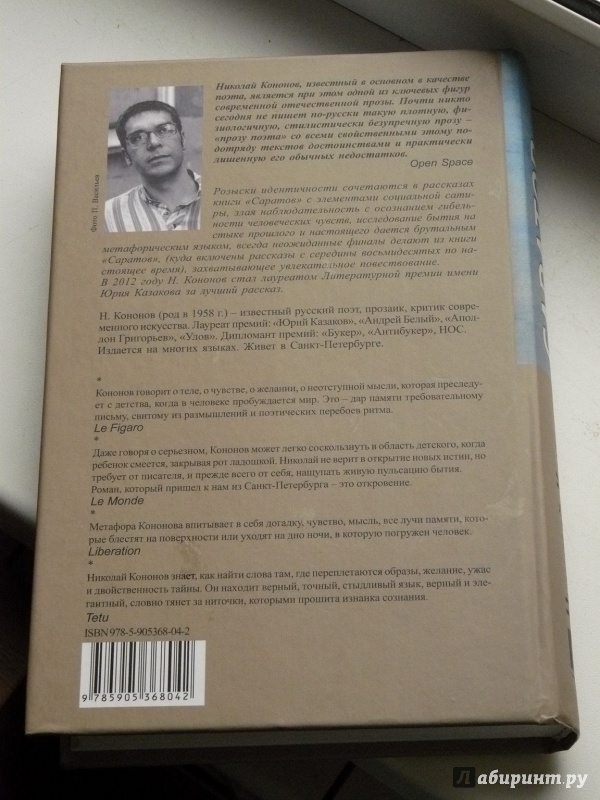 Николай Кононов, известный в основном в качестве
поэта, является при этом одной из ключевых фигур
современной отечественной прозы. Почти никто
сегодня не пишет по-русски такую плотную, фи-
зиологичную, стилистически безупречную прозу –
«прозу поэта» со всеми свойственными этому по-
дотряду текстов достоинствами и практически
лишенную его обычных недостатков.
Open Space
Фото П. Васильев
Розыски идентичности сочетаются в рассказах
книги «Саратов» с элементами социальной сати-
ры, злая наблюдательность с осознанием гибель-
ности человеческих чувств, исследование бытия на
стыке прошлого и настоящего дается брутальным
метафорическим языком, всегда неожиданные финалы делают из книги
«Саратов», (куда включены рассказы с середины восьмидесятых по на-
стоящее время), захватывающее увлекательное повествование.
В 2012 году Н. Кононов стал лауреатом Литературной премии имени
Юрия Казакова за лучший рассказ.
Н. Кононов (род в 1958 г.) – известный русский поэт, прозаик, критик совре-
менного искусства. Лауреат премий: «Юрий Казаков», «Андрей Белый», «Апол-
лон Григорьев», «Улов». Дипломант премий: «Букер», «Антибукер», НОС.
Издается на многих языках. Живет в Санкт-Петербурге.
*
Кононов говорит о теле, о чувстве, о желании, о неотступной мысли, которая преследу-
ет с детства, когда в человеке пробуждается мир. Это – дар памяти требовательному
письму, свитому из размышлений и поэтических перебоев ритма.
Le Figaro
*
Даже говоря о серьезном, Кононов может легко соскользнуть в область детского, когда
ребенок смеется, закрывая рот ладошкой. Николай не верит в открытие новых истин, но
требует от писателя, и прежде всего от себя, нащупать живую пульсацию бытия.
Роман, который пришел к нам из Санкт-Петербурга – это откровение.
Le Monde
*
Метафора Кононова впитывает в себя догадку, чувство, мысль, все лучи памяти, кото-
рые блестят на поверхности или уходят на дно ночи, в которую погружен человек.
Liberation
*
Николай Кононов знает, как найти слова там, где переплетаются образы, желание, ужас
и двойственность тайны. Он находит верный, точный, стыдливый язык, верный и эле-
гантный, словно тянет за ниточки, которыми прошита изнанка сознания.
Tetu
ISBN 978-5-905368-04-2
9 785905 368042
Лабиринт.ру